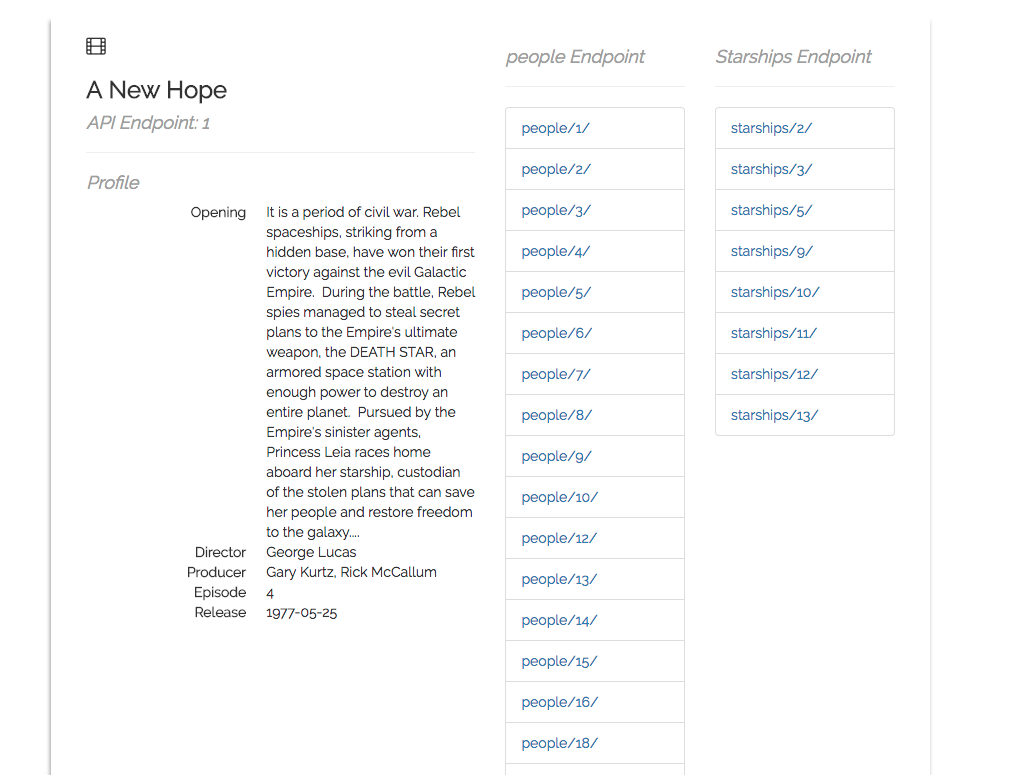 A New Hope
API Endpoint: 1
Profile
Opening
It is a period of civil war. Rebel
spaceships, striking from a
hidden base, have won their first
victory against the evil Galactic
Empire.  During the battle, Rebel
spies managed to steal secret
plans to the Empire's ultimate
weapon, the DEATH STAR, an
armored space station with
enough power to destroy an
entire planet.  Pursued by the
Empire's sinister agents,
Princess Leia races home
aboard her starship, custodian
of the stolen plans that can save
her people and restore freedom
to the galaxy....
Director George Lucas
Producer Gary Kurtz, Rick McCallum
Episode 4
Release 1977-05-25
people Endpoint
people/1/
people/2/
people/3/
people/4/
people/5/
people/6/
people/7/
people/8/
people/9/
people/10/
people/12/
people/13/
people/14/
people/15/
people/16/
people/18/
Starships Endpoint
starships/2/
starships/3/
starships/5/
starships/9/
starships/10/
starships/11/
starships/12/
starships/13/